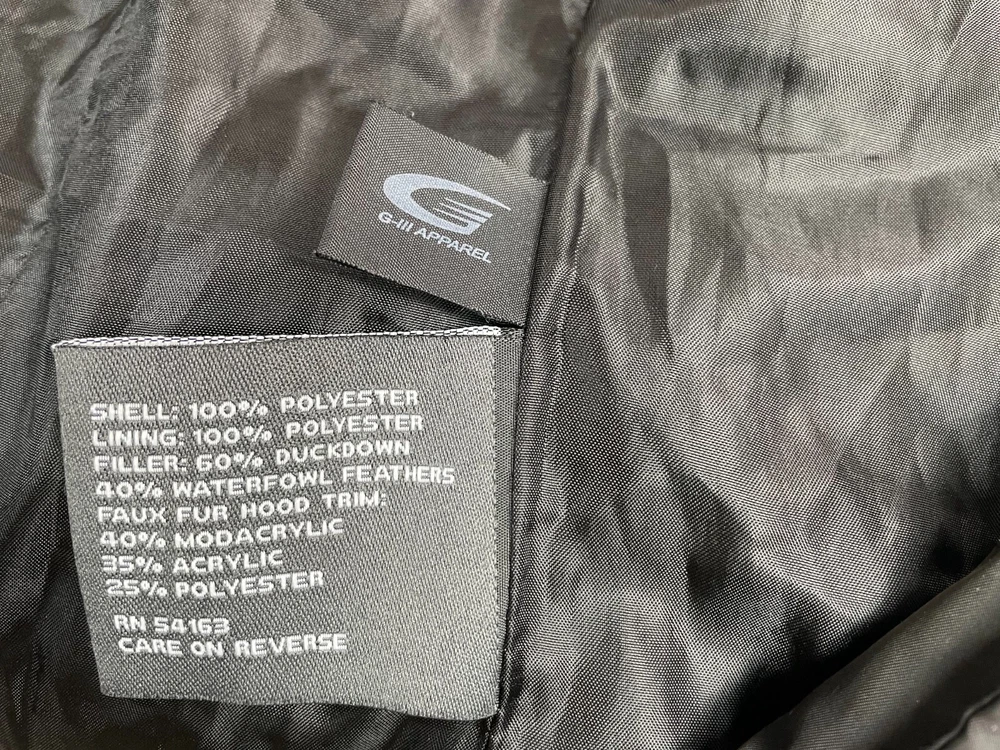 G-III APPAREL
SHELL: 100% POLYESTER
LINING: 100% POLYESTER
FILLER: 60% DUCKDOWN
40% WATERFOWL FEATHERS
FAUX FUR HOOD TRIM:
40% MODACRYLIC
35% ACRYLIC
25% POLYESTER
RN 54163
CARE ON REVERSE